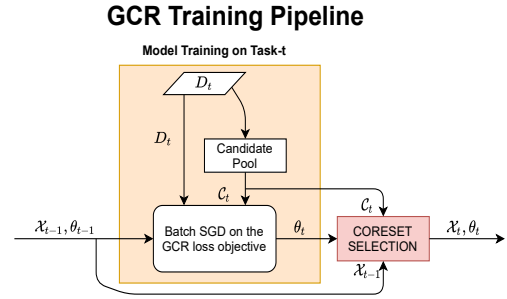 GCR Training Pipeline
Model Training on Task-t
D_t
D_t
Candidate
Pool
𝒞_t
𝒞_t
𝒳_{t−1}, θ_{t−1}
Batch SGD on the
GCR loss objective
θ_t
CORESET
SELECTION
𝒳_t, θ_t
𝒳_{t−1}